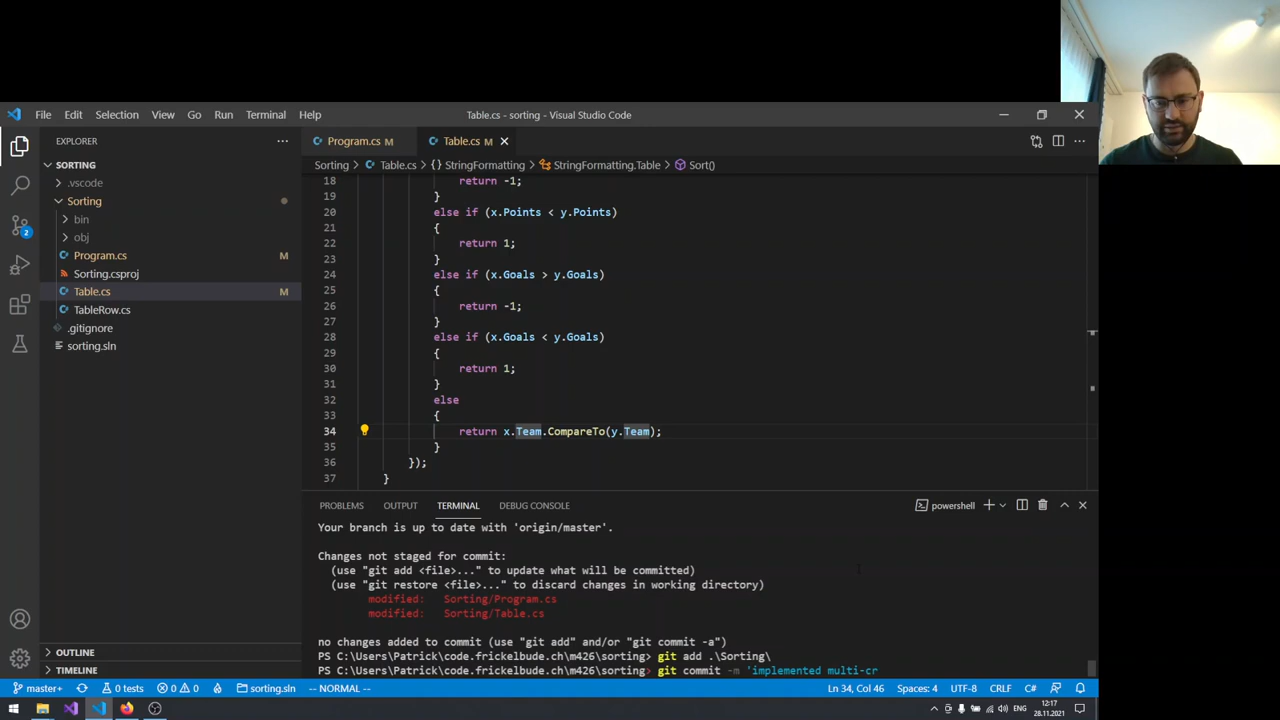 File Edit Selection View Go Run Terminal Help
Table.cs - sorting - Visual Studio Code
EXPLORER
Program.cs M
Table.cs M
SORTING
Sorting > Table.cs > {} StringFormatting > StringFormatting.Table > Sort()
.vscode
Sorting
bin
obj
Program.cs M
Sorting.csproj
Table.cs M
TableRow.cs
.gitignore
sorting.sln
2
18 return -1;
19 }
20 else if (x.Points < y.Points)
21 {
22 return 1;
23 }
24 else if (x.Goals > y.Goals)
25 {
26 return -1;
27 }
28 else if (x.Goals < y.Goals)
29 {
30 return 1;
31 }
32 else
33 {
34 return x.Team.CompareTo(y.Team);
35 }
36 });
37 }
PROBLEMS OUTPUT TERMINAL DEBUG CONSOLE
powershell
Your branch is up to date with 'origin/master'.
Changes not staged for commit:
(use "git add <file>..." to update what will be committed)
(use "git restore <file>..." to discard changes in working directory)
modified: Sorting/Program.cs
modified: Sorting/Table.cs
no changes added to commit (use "git add" and/or "git commit -a")
PS C:\Users\Patrick\code.frickelbude.ch\m426\sorting> git add .\Sorting\
PS C:\Users\Patrick\code.frickelbude.ch\m426\sorting> git commit -m 'implemented multi-cr
OUTLINE
TIMELINE
master+ 0 tests 0 0 sorting.sln -- NORMAL -- Ln 34, Col 46 Spaces: 4 UTF-8 CRLF C#
ENG 12:17
28.11.2021